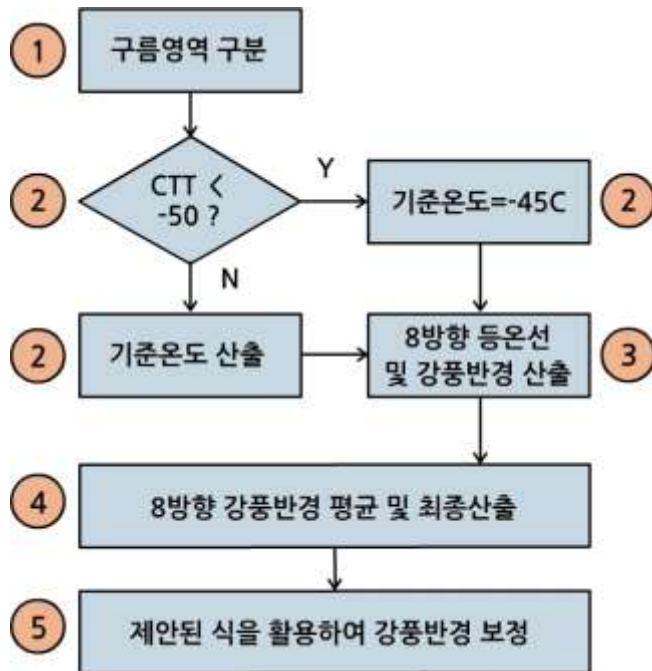 ① 구름영역 구분
② CTT <
-50 ?
Y
기준온도=-45C ②
N
② 기준온도 산출
8방향 등온선
및 강풍반경 산출 ③
④ 8방향 강풍반경 평균 및 최종산출
⑤ 제안된 식을 활용하여 강풍반경 보정